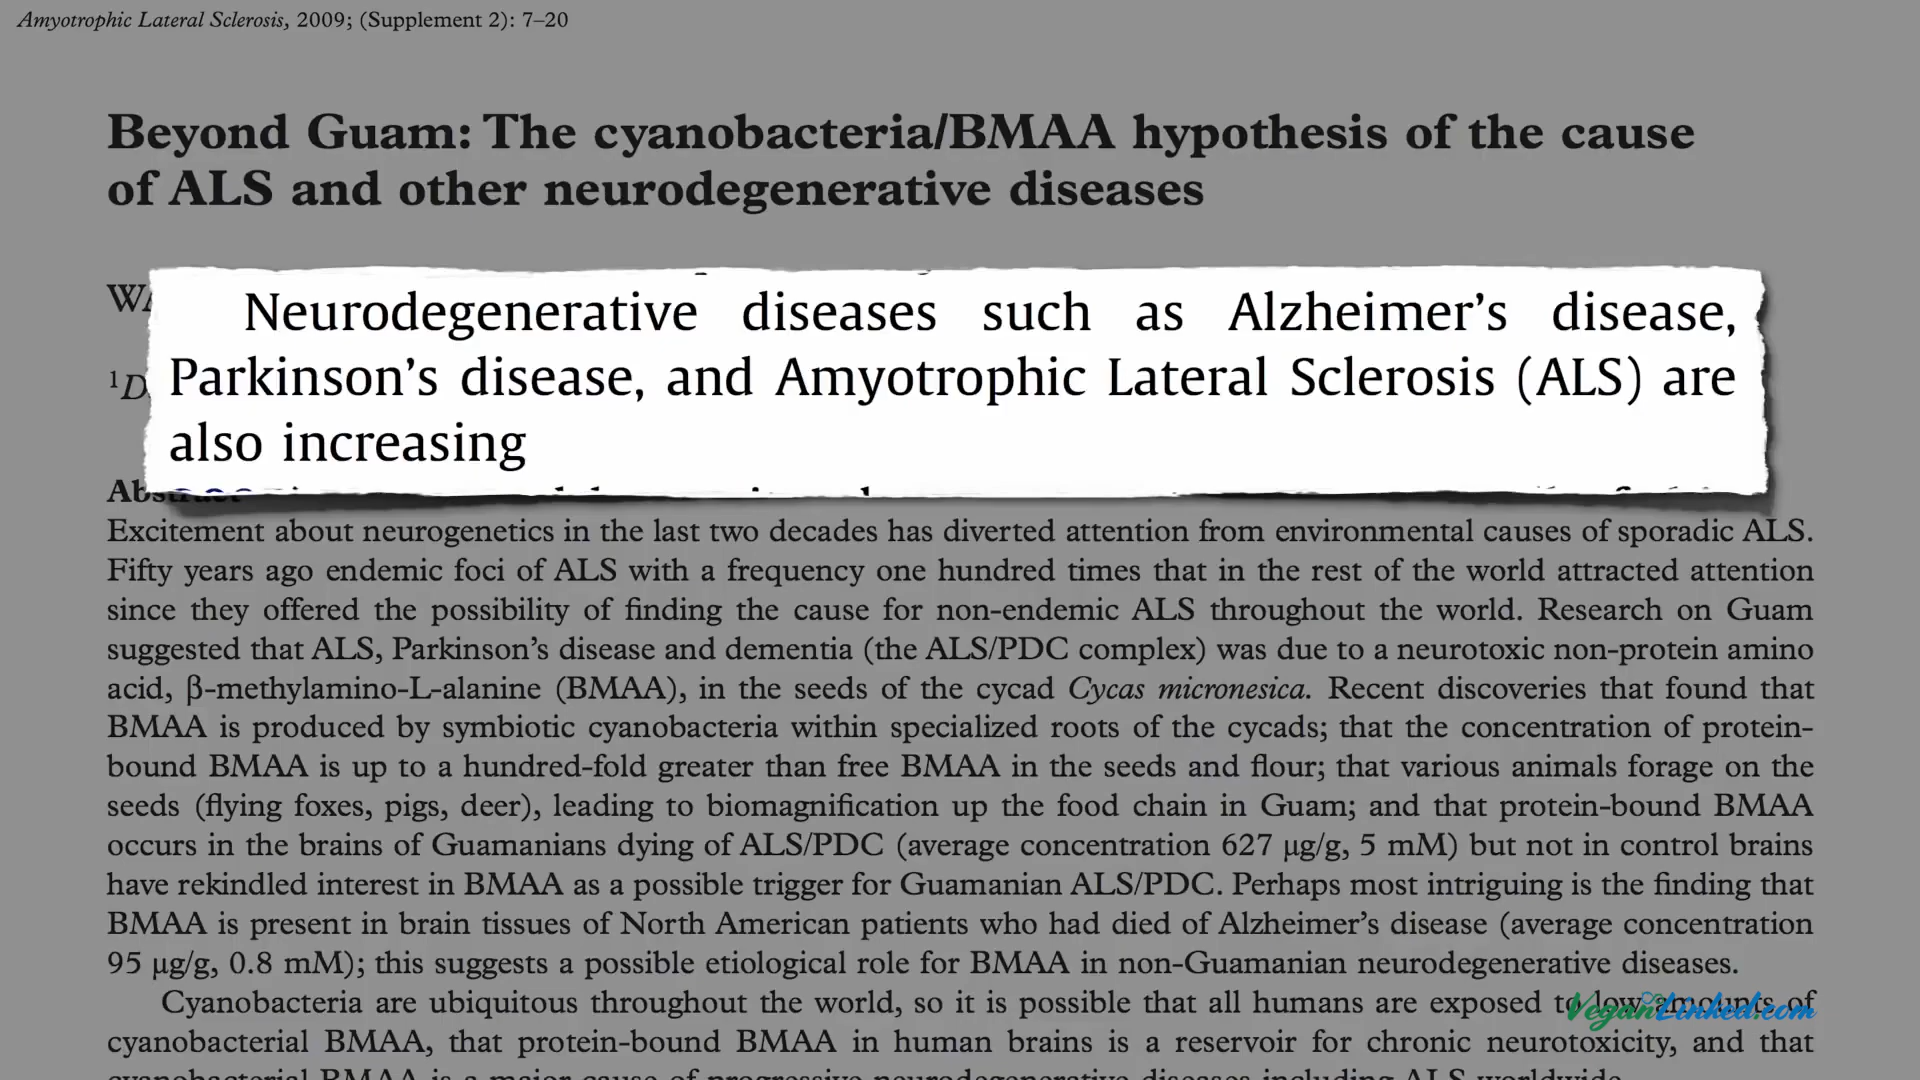 Amyotrophic Lateral Sclerosis, 2009; (Supplement 2): 7–20
Beyond Guam: The cyanobacteria/BMAA hypothesis of the cause
of ALS and other neurodegenerative diseases
Neurodegenerative diseases such as Alzheimer’s disease,
Parkinson’s disease, and Amyotrophic Lateral Sclerosis (ALS) are
also increasing
Excitement about neurogenetics in the last two decades has diverted attention from environmental causes of sporadic ALS.
Fifty years ago endemic foci of ALS with a frequency one hundred times that in the rest of the world attracted attention
since they offered the possibility of finding the cause for non-endemic ALS throughout the world. Research on Guam
suggested that ALS, Parkinson’s disease and dementia (the ALS/PDC complex) was due to a neurotoxic non-protein amino
acid, β-methylamino-L-alanine (BMAA), in the seeds of the cycad Cycas micronesica. Recent discoveries that found that
BMAA is produced by symbiotic cyanobacteria within specialized roots of the cycads; that the concentration of protein-
bound BMAA is up to a hundred-fold greater than free BMAA in the seeds and flour; that various animals forage on the
seeds (flying foxes, pigs, deer), leading to biomagnification up the food chain in Guam; and that protein-bound BMAA
occurs in the brains of Guamanians dying of ALS/PDC (average concentration 627 μg/g, 5 mM) but not in control brains
have rekindled interest in BMAA as a possible trigger for Guamanian ALS/PDC. Perhaps most intriguing is the finding that
BMAA is present in brain tissues of North American patients who had died of Alzheimer’s disease (average concentration
95 μg/g, 0.8 mM); this suggests a possible etiological role for BMAA in non-Guamanian neurodegenerative diseases.
Cyanobacteria are ubiquitous throughout the world, so it is possible that all humans are exposed to low amounts of
VeganLinked.com
cyanobacterial BMAA, that protein-bound BMAA in human brains is a reservoir for chronic neurotoxicity, and that
cyanobacterial BMAA is a major cause of progressive neurodegenerative diseases including ALS worldwide.